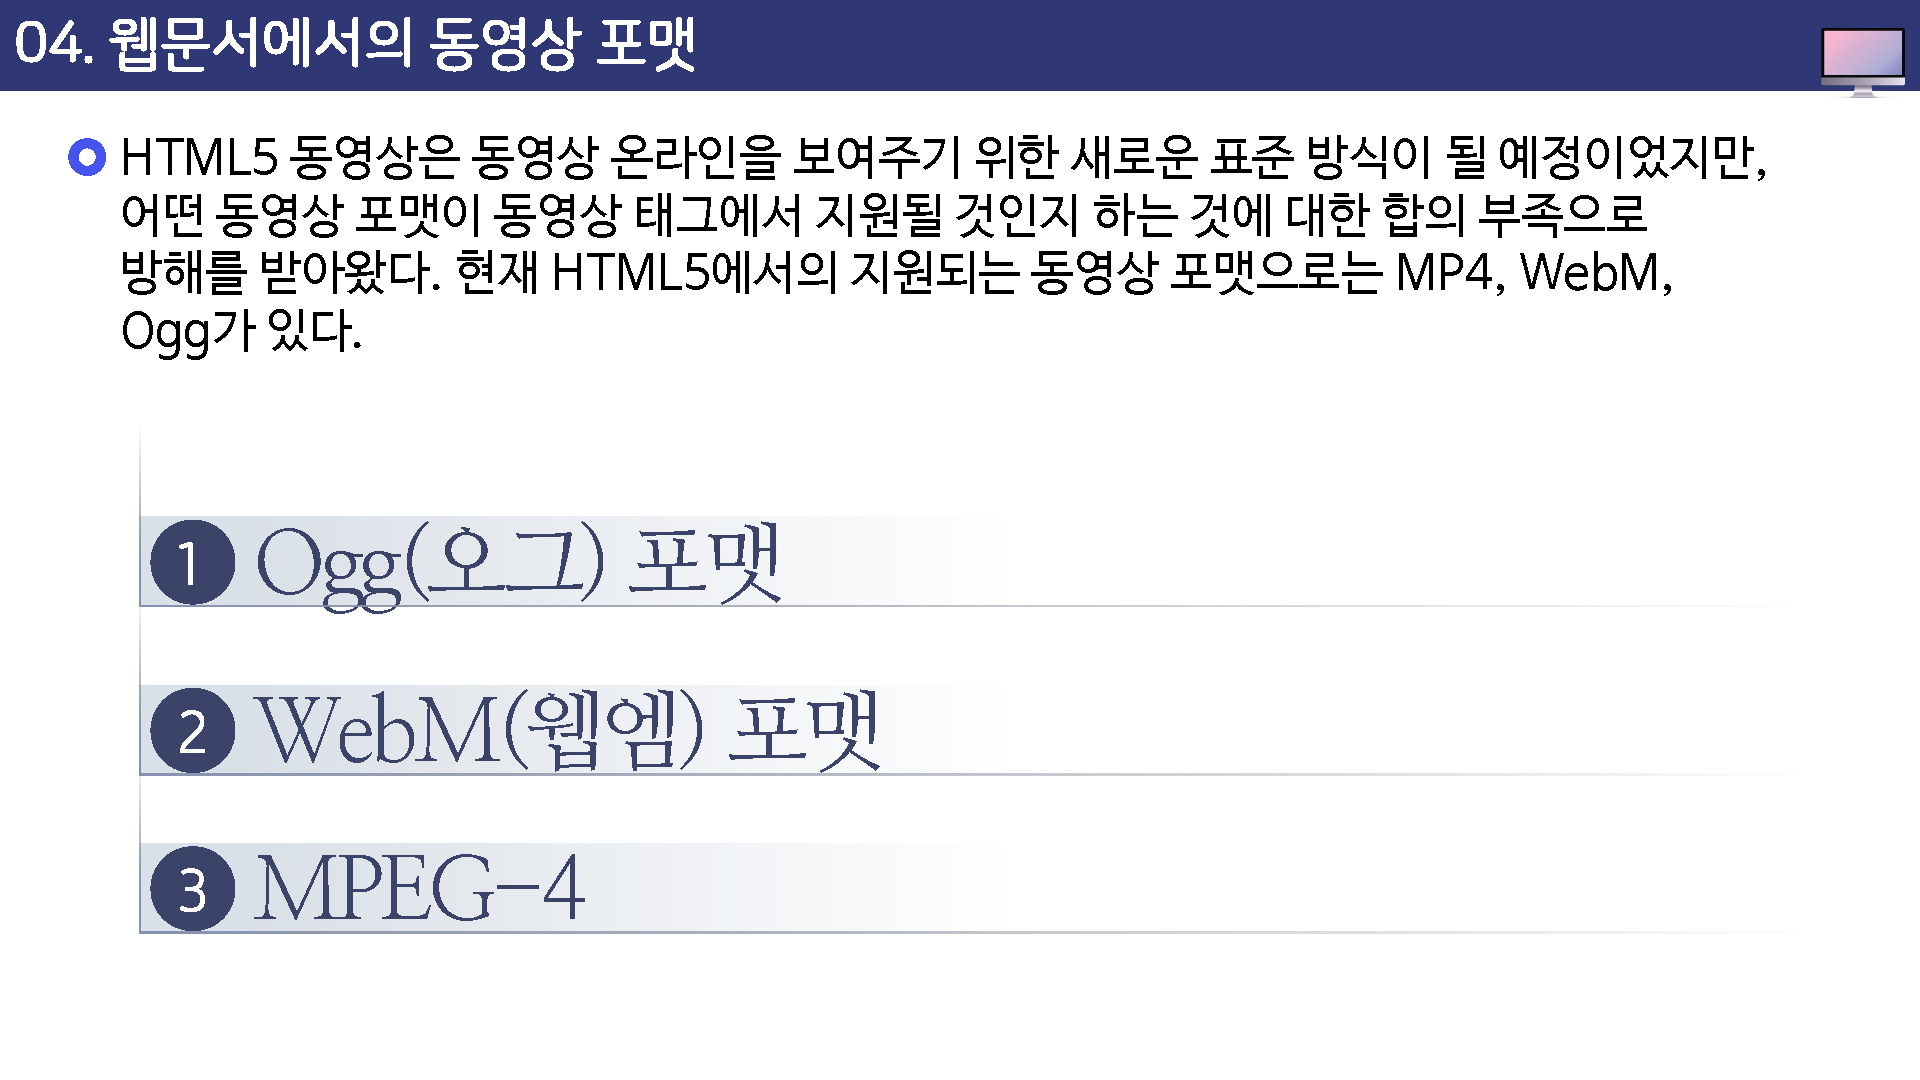 04. 웹문서에서의 동영상 포맷
HTML5 동영상은 동영상 온라인을 보여주기 위한 새로운 표준 방식이 될 예정이었지만,
어떤 동영상 포맷이 동영상 태그에서 지원될 것인지 하는 것에 대한 합의 부족으로
방해를 받아왔다. 현재 HTML5에서의 지원되는 동영상 포맷으로는 MP4, WebM,
Ogg가 있다.
1 Ogg(오그) 포맷
2 WebM(웹엠) 포맷
3 MPEG-4